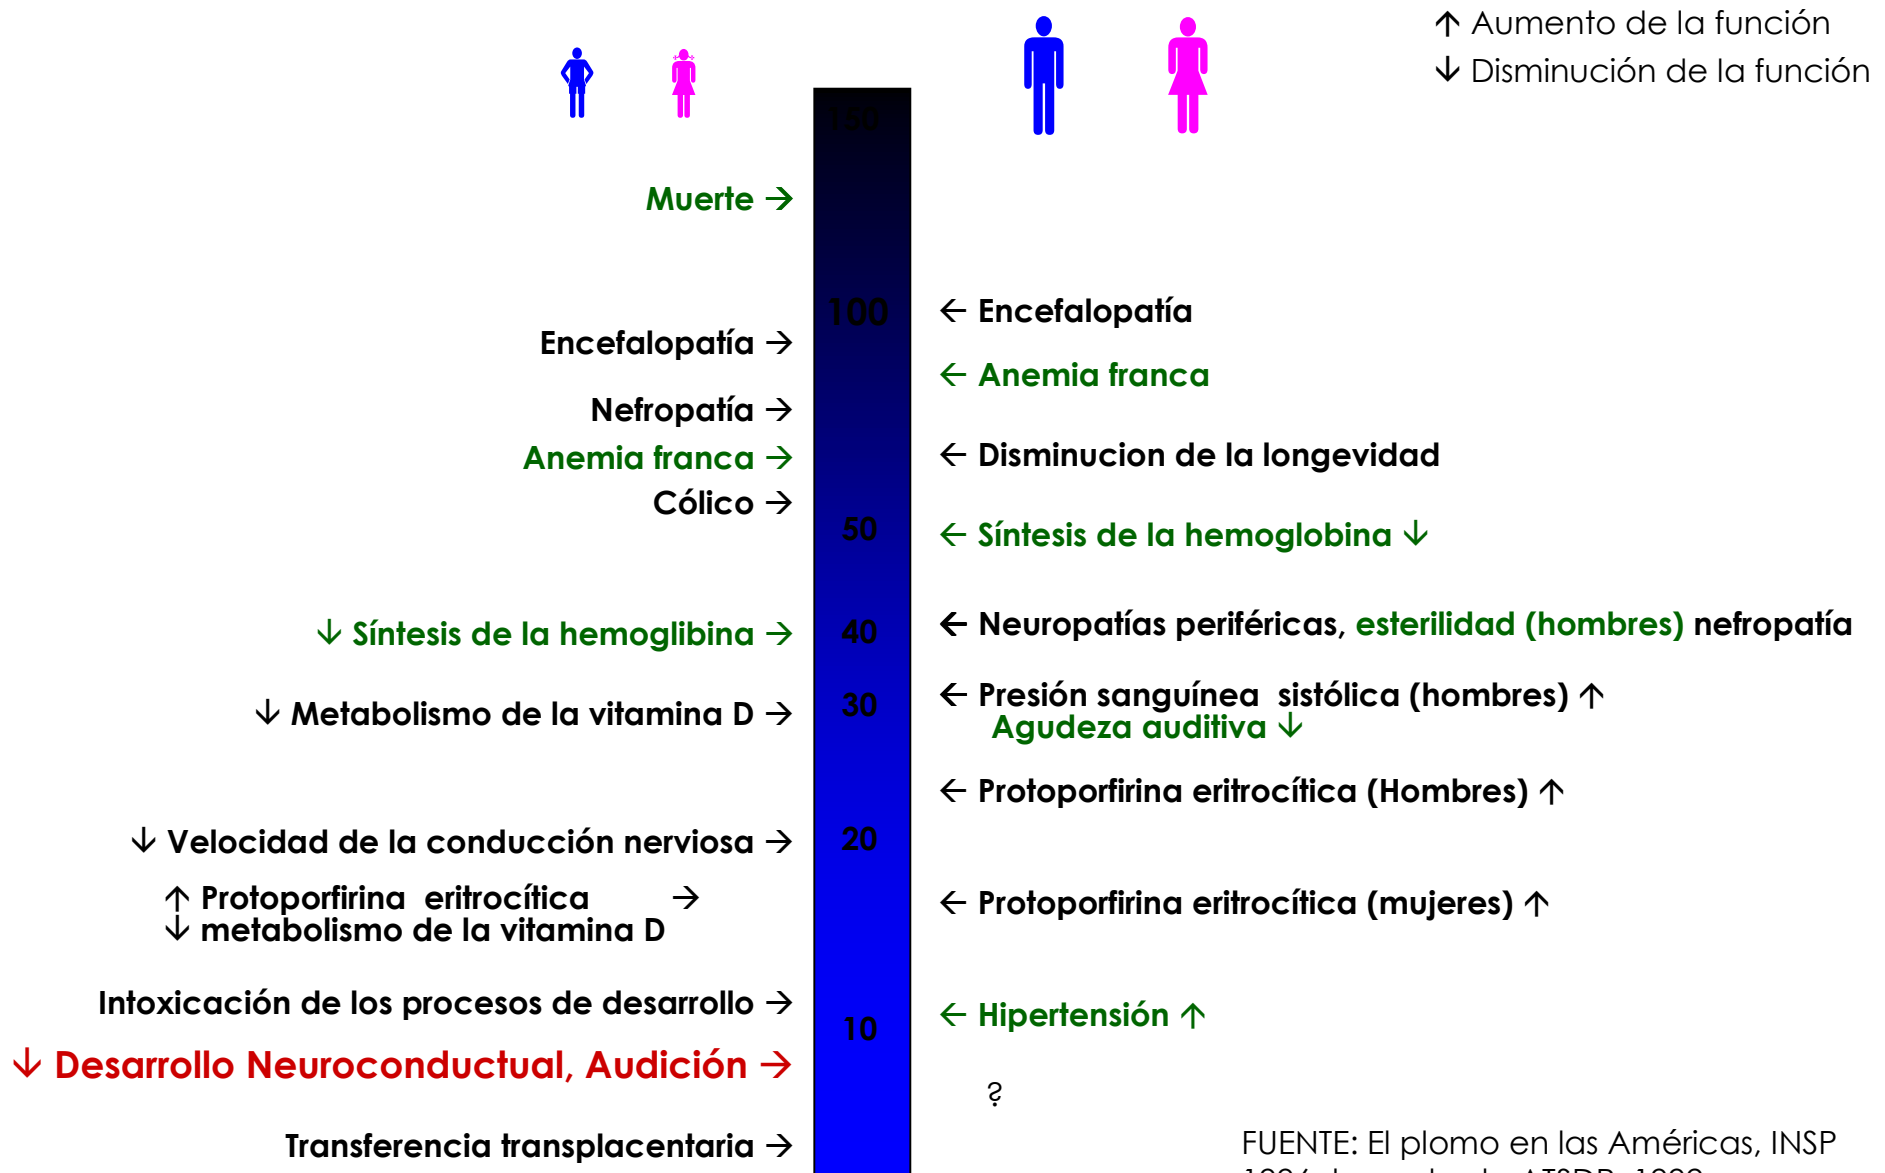 ↑ Aumento de la función
↓ Disminución de la función
150
Muerte →
100
← Encefalopatía
Encefalopatía →
← Anemia franca
Nefropatía →
Anemia franca →
← Disminucion de la longevidad
Cólico →
50
← Síntesis de la hemoglobina ↓
↓ Síntesis de la hemoglibina →
40
← Neuropatías periféricas, esterilidad (hombres) nefropatía
↓ Metabolismo de la vitamina D →
30
← Presión sanguínea sistólica (hombres) ↑
Agudeza auditiva ↓
← Protoporfirina eritrocítica (Hombres) ↑
↓ Velocidad de la conducción nerviosa →
20
↑ Protoporfirina eritrocítica →
↓ metabolismo de la vitamina D
← Protoporfirina eritrocítica (mujeres) ↑
Intoxicación de los procesos de desarrollo →
10
← Hipertensión ↑
↓ Desarrollo Neuroconductual, Audición →
?
Transferencia transplacentaria →
FUENTE: El plomo en las Américas, INSP